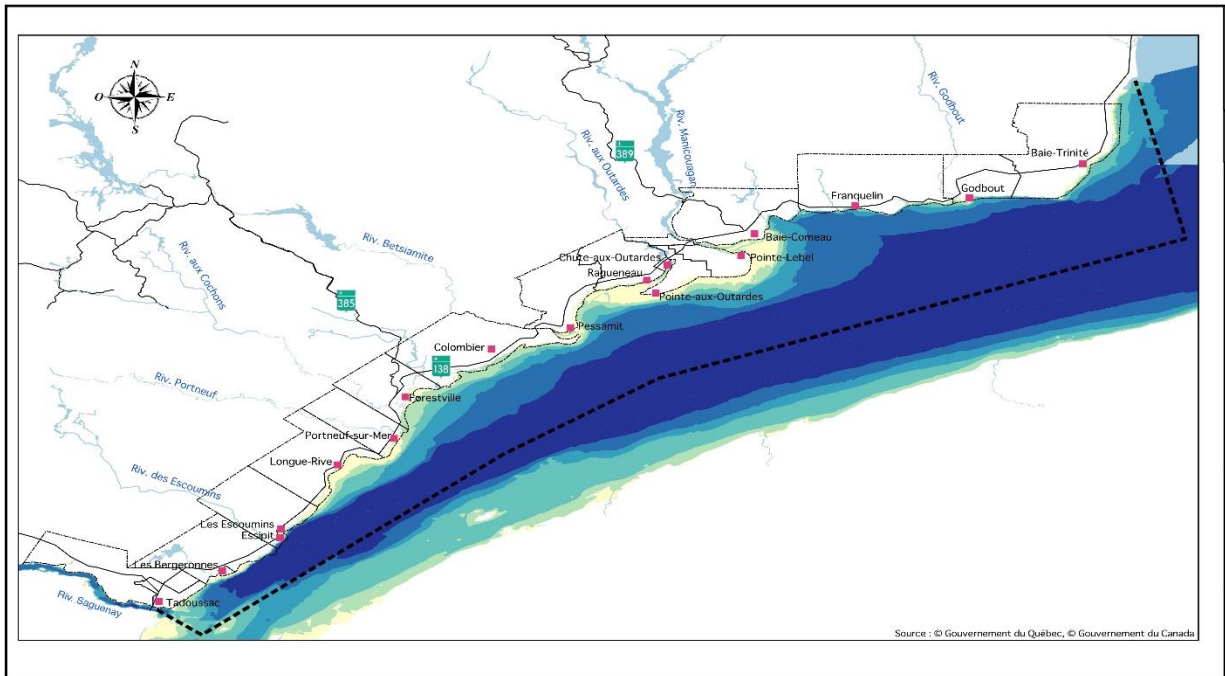 N
O
E
S
Riv. Godbout
Riv. Manicouagan
Riv. aux Outardes
389
Baie-Trinité
Godbout
Franquelin
Riv. Betsiamite
Riv. aux Cochons
Baie-Comeau
Chute-aux-Outardes
Pointe-Lebel
Ragueneau
Pointe-aux-Outardes
385
Pessamit
Colombier
138
Riv. Portneuf
Forestville
Portneuf-sur-Mer
Longue-Rive
Riv. des Escoumins
Les Escoumins
Essipit
Les Bergeronnes
Riv. Saguenay
Tadoussac
Source : © Gouvernement du Québec, © Gouvernement du Canada